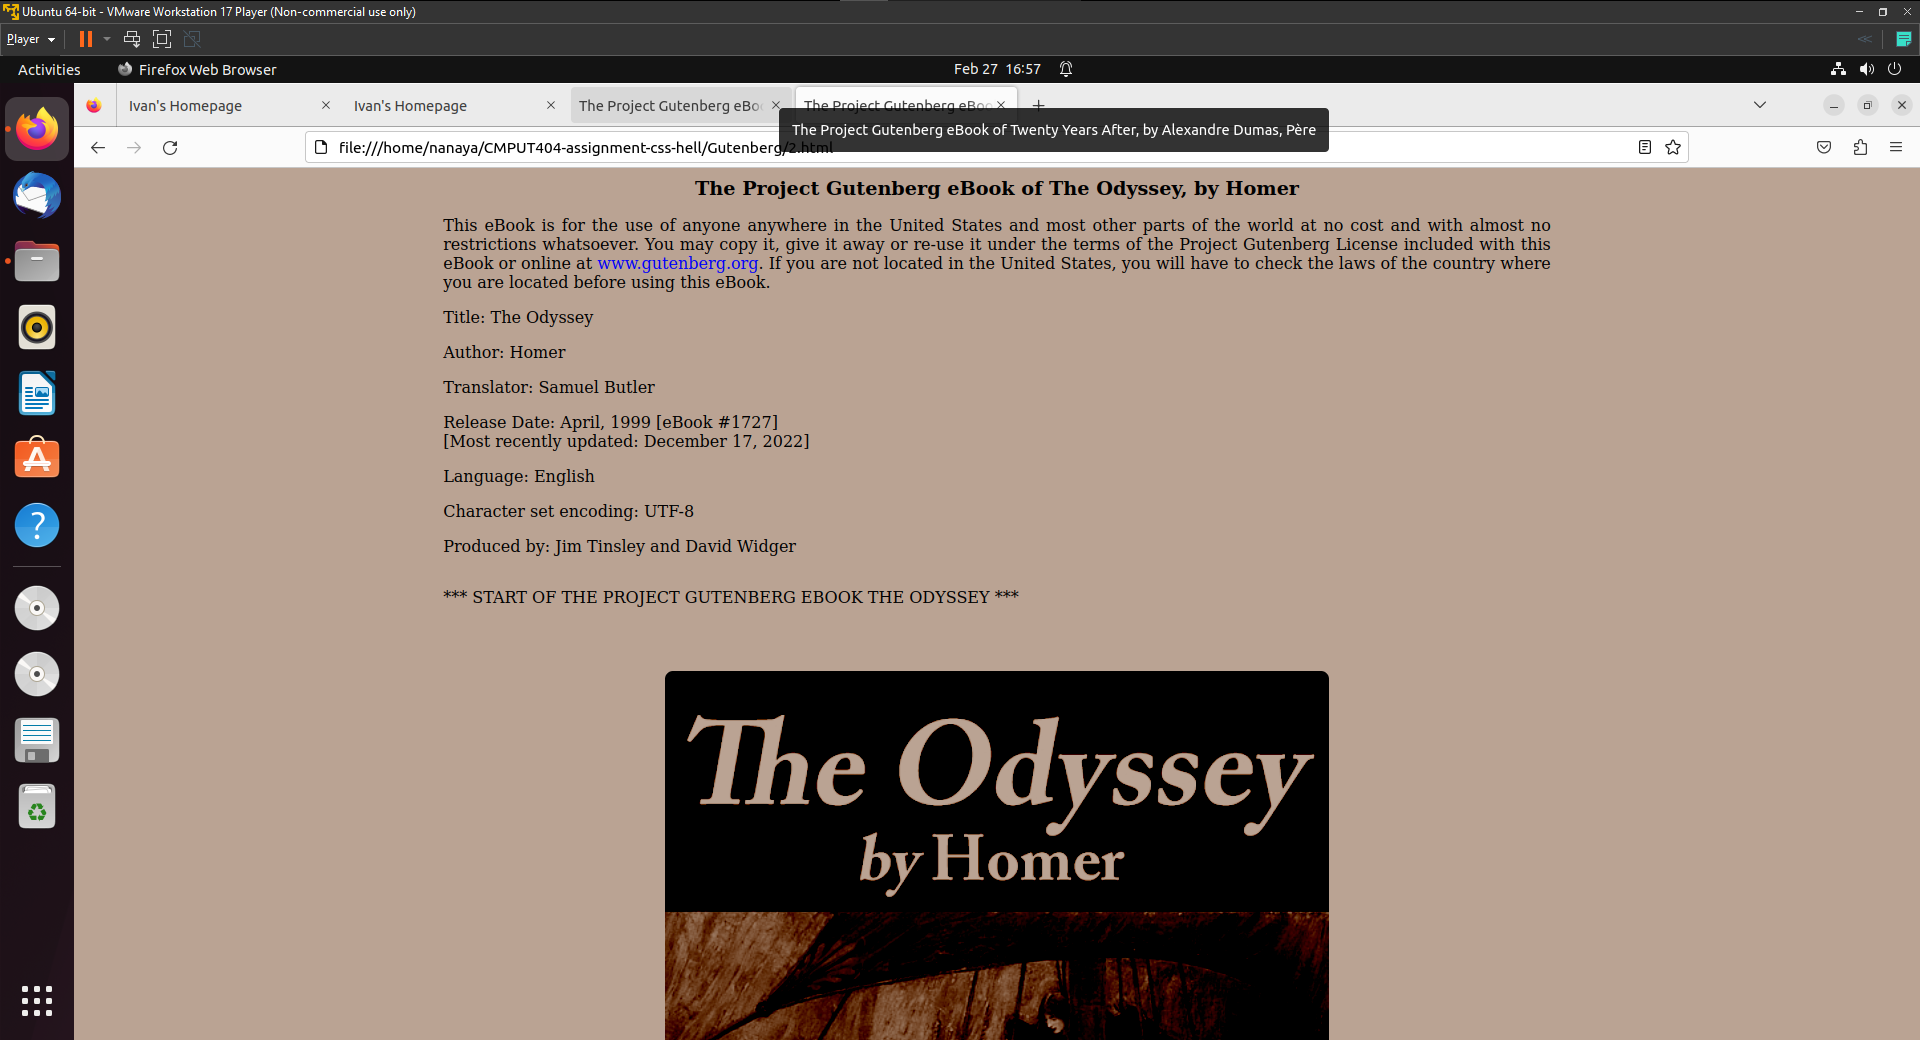 Ubuntu 64-bit - VMware Workstation 17 Player (Non-commercial use only)
Player
Activities
Firefox Web Browser
Feb 27 16:57
Ivan's Homepage
Ivan's Homepage
The Project Gutenberg eBoo
The Project Gutenberg eBoo
The Project Gutenberg eBook of Twenty Years After, by Alexandre Dumas, Père
file:///home/nanaya/CMPUT404-assignment-css-hell/Gutenberg/2.html
The Project Gutenberg eBook of The Odyssey, by Homer
This eBook is for the use of anyone anywhere in the United States and most other parts of the world at no cost and with almost no
restrictions whatsoever. You may copy it, give it away or re-use it under the terms of the Project Gutenberg License included with this
eBook or online at www.gutenberg.org. If you are not located in the United States, you will have to check the laws of the country where
you are located before using this eBook.
Title: The Odyssey
Author: Homer
Translator: Samuel Butler
Release Date: April, 1999 [eBook #1727]
[Most recently updated: December 17, 2022]
Language: English
Character set encoding: UTF-8
Produced by: Jim Tinsley and David Widger
*** START OF THE PROJECT GUTENBERG EBOOK THE ODYSSEY ***
The Odyssey
by Homer